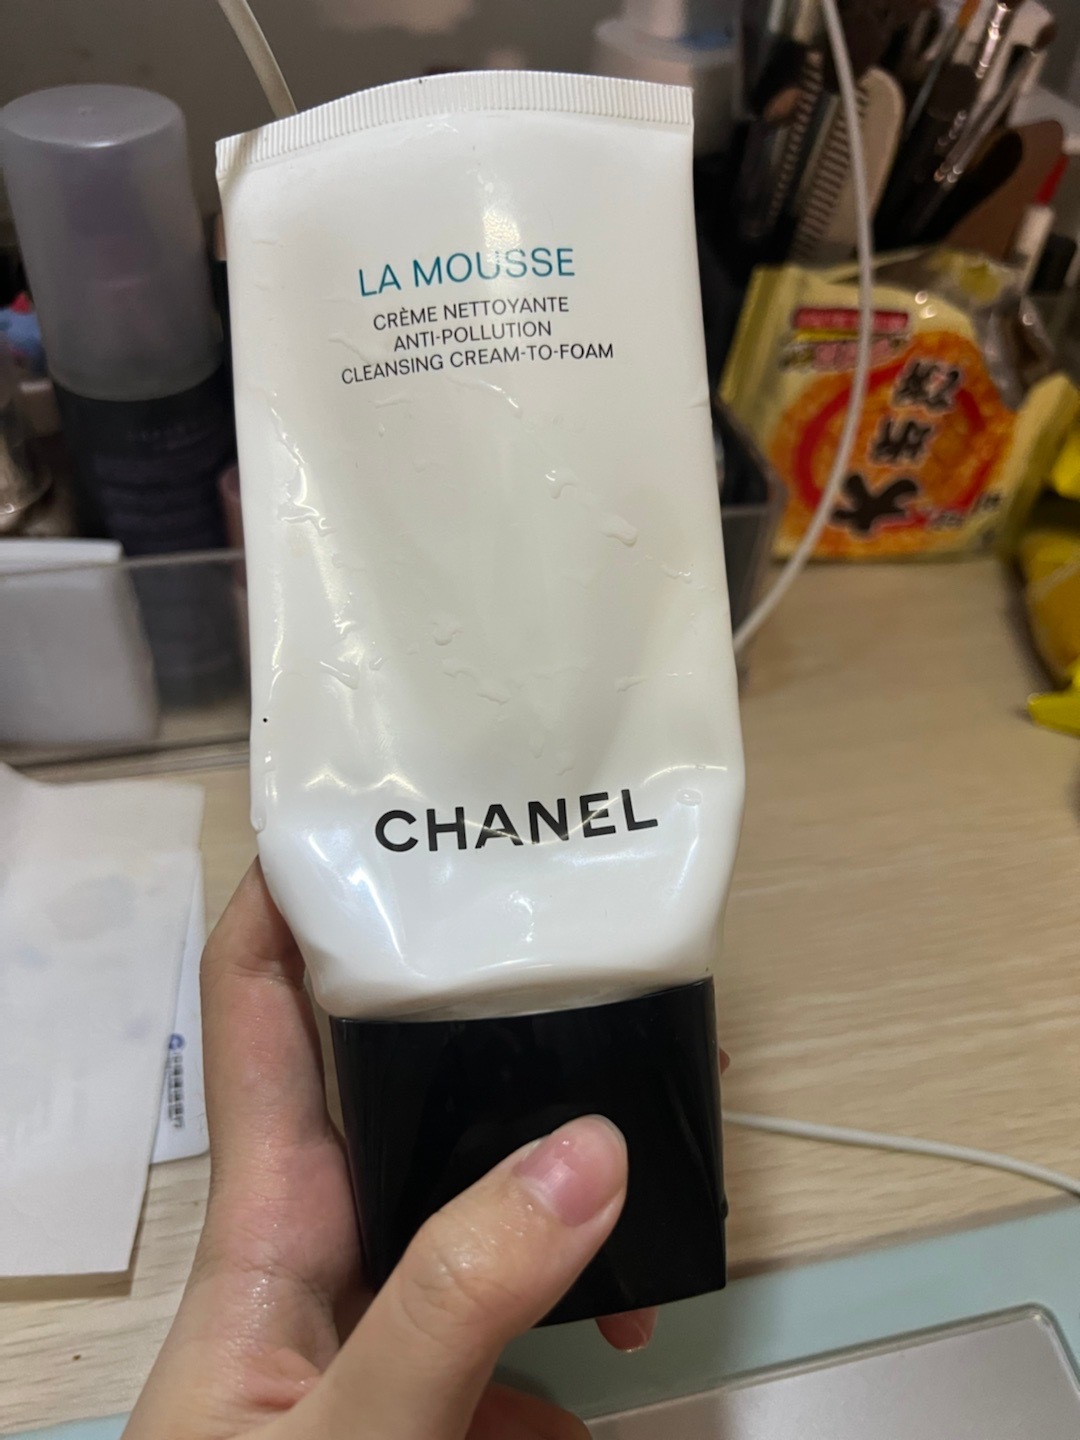 LA MOUSSE
CRÈME NETTOYANTE
ANTI-POLLUTION
CLEANSING CREAM-TO-FOAM
CHANEL